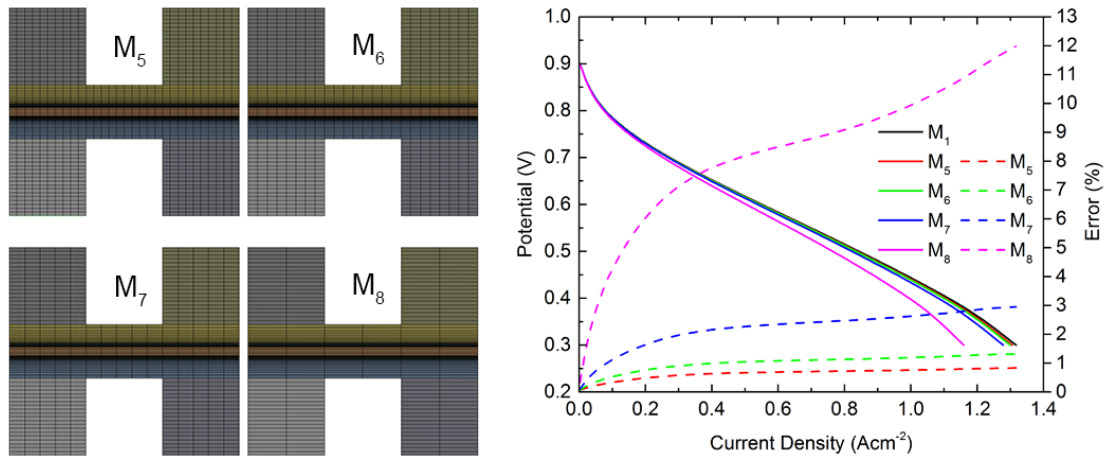 M₅
M₆
M₇
M₈
1.0
0.9
0.8
0.7
0.6
0.5
0.4
0.3
0.2
Potential (V)
0.0 0.2 0.4 0.6 0.8 1.0 1.2 1.4
Current Density (Acm⁻²)
M₁
M₅ M₅
M₆ M₆
M₇ M₇
M₈ M₈
13
12
11
10
9
8
7
6
5
4
3
2
1
0
Error (%)